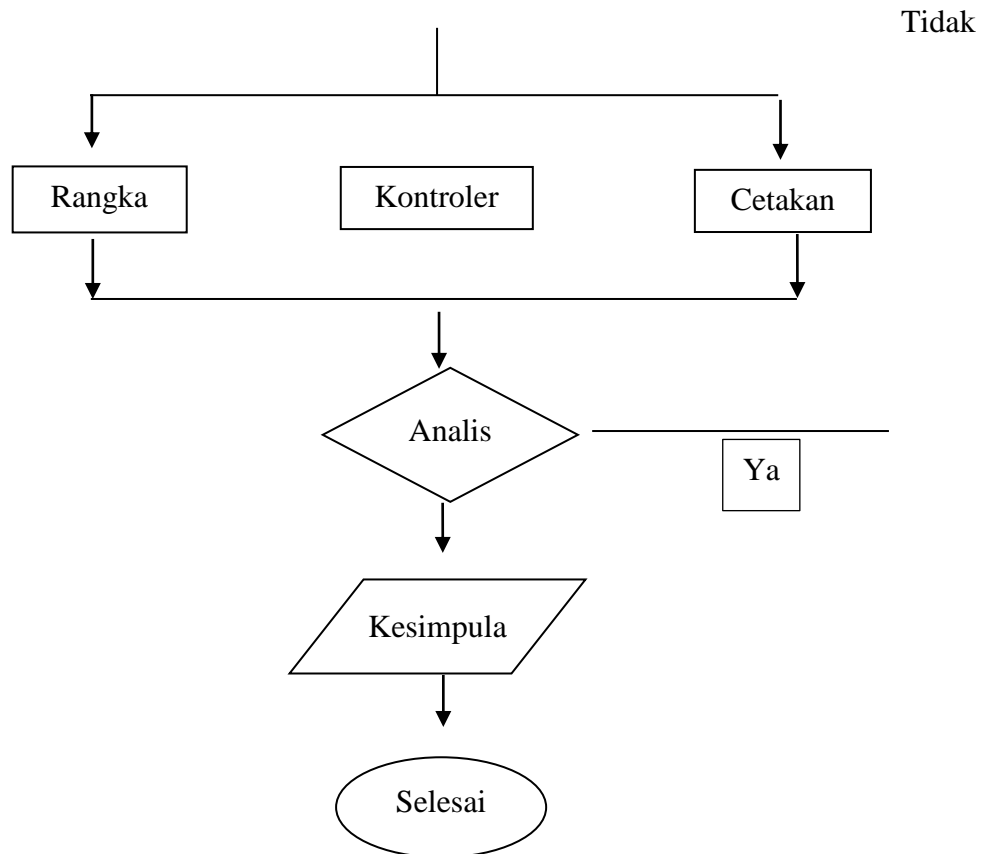 Tidak
Rangka
Kontroler
Cetakan
Analis
Ya
Kesimpula
Selesai